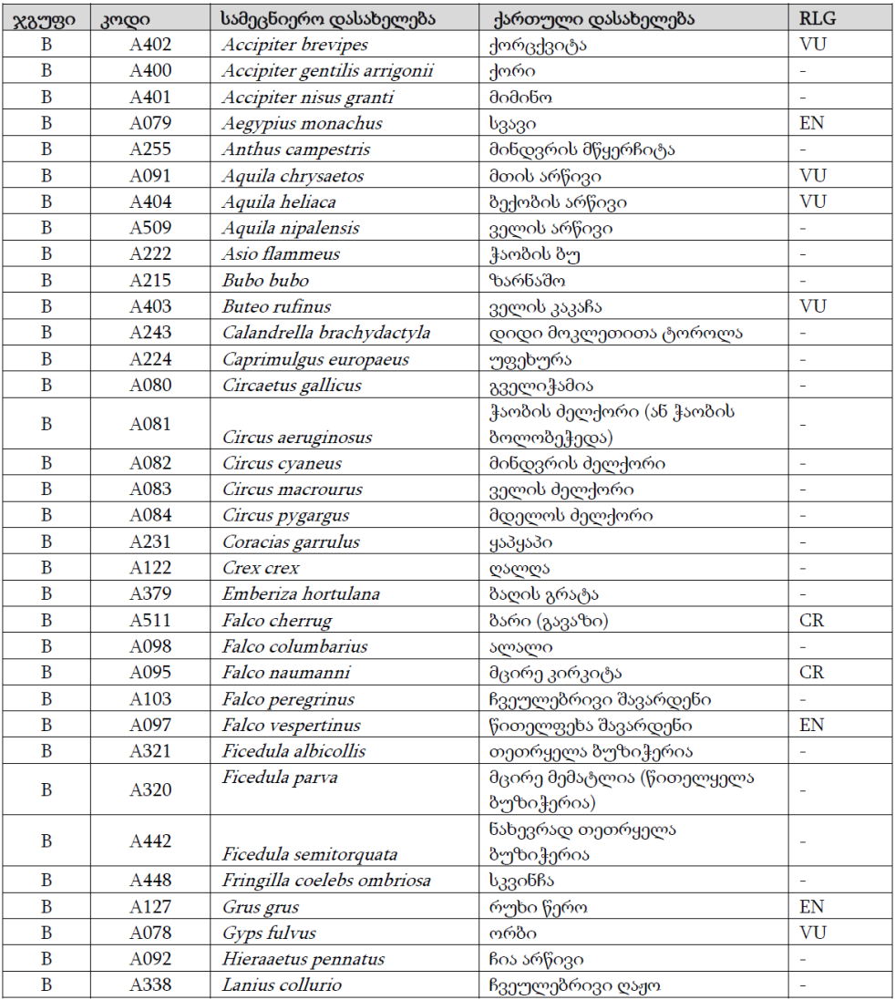 ჯგუფი კოდი სამეცნიერო დასახელება ქართული დასახელება RLG
B A402 Accipiter brevipes ქორცქვიტა VU
B A400 Accipiter gentilis arrigonii ქორი -
B A401 Accipiter nisus granti მიმინო -
B A079 Aegypius monachus სვავი EN
B A255 Anthus campestris მინდვრის მწყერჩიტა -
B A091 Aquila chrysaetos მთის არწივი VU
B A404 Aquila heliaca ბექობის არწივი VU
B A509 Aquila nipalensis ველის არწივი -
B A222 Asio flammeus ჭაობის ბუ -
B A215 Bubo bubo ზარნაშო -
B A403 Buteo rufinus ველის კაკაჩა VU
B A243 Calandrella brachydactyla დიდი მოკლეთითა ტოროლა -
B A224 Caprimulgus europaeus უფეხურა -
B A080 Circaetus gallicus გველიჭამია -
B A081 Circus aeruginosus ჭაობის ძელქორი (ან ჭაობის
ბოლობეჭედა) -
B A082 Circus cyaneus მინდვრის ძელქორი -
B A083 Circus macrourus ველის ძელქორი -
B A084 Circus pygargus მდელოს ძელქორი -
B A231 Coracias garrulus ყაპყაპი -
B A122 Crex crex ღალღა -
B A379 Emberiza hortulana ბაღის გრატა -
B A511 Falco cherrug ბარი (გავაზი) CR
B A098 Falco columbarius ალალი -
B A095 Falco naumanni მცირე კირკიტა CR
B A103 Falco peregrinus ჩვეულებრივი შავარდენი -
B A097 Falco vespertinus წითელფეხა შავარდენი EN
B A321 Ficedula albicollis თეთრყელა ბუზიჭერია -
B A320 Ficedula parva მცირე მემატლია (წითელყელა
ბუზიჭერია) -
B A442 Ficedula semitorquata ნახევრად თეთრყელა
ბუზიჭერია -
B A448 Fringilla coelebs ombriosa სკვინჩა -
B A127 Grus grus რუხი წერო EN
B A078 Gyps fulvus ორბი VU
B A092 Hieraaetus pennatus ჩია არწივი -
B A338 Lanius collurio ჩვეულებრივი ღაჟო -